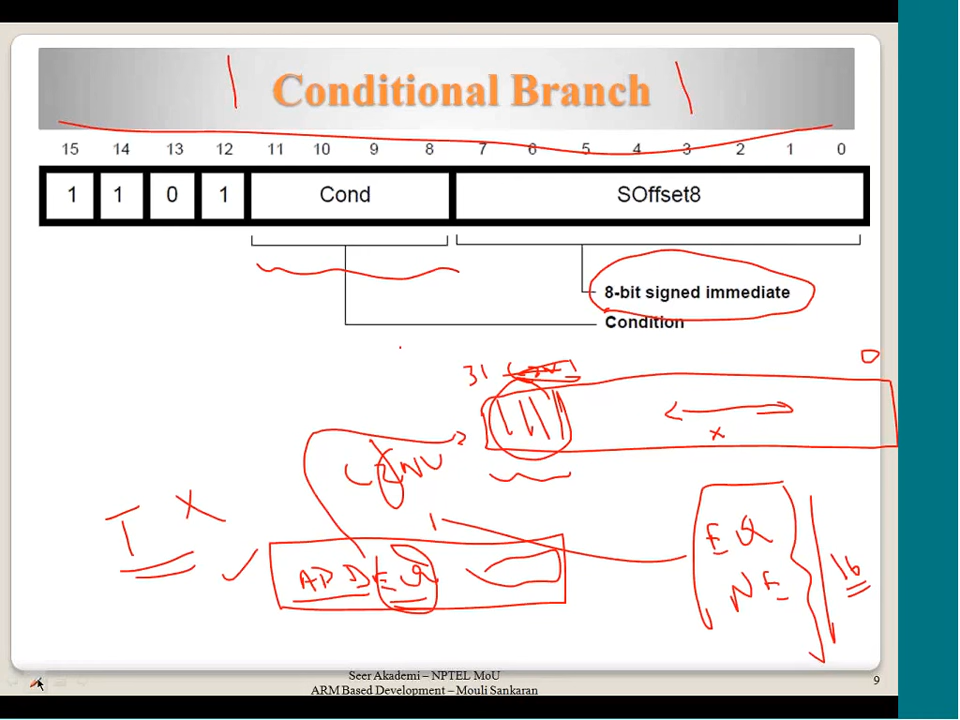 Conditional Branch
15 14 13 12 11 10 9 8 7 6 5 4 3 2 1 0
1 1 0 1 Cond SOffset8
8-bit signed immediate
Condition
31 0
x
T X
ADDEQ
EQ
NE
16
Seer Akademi – NPTEL MoU
ARM Based Development – Mouli Sankaran
9